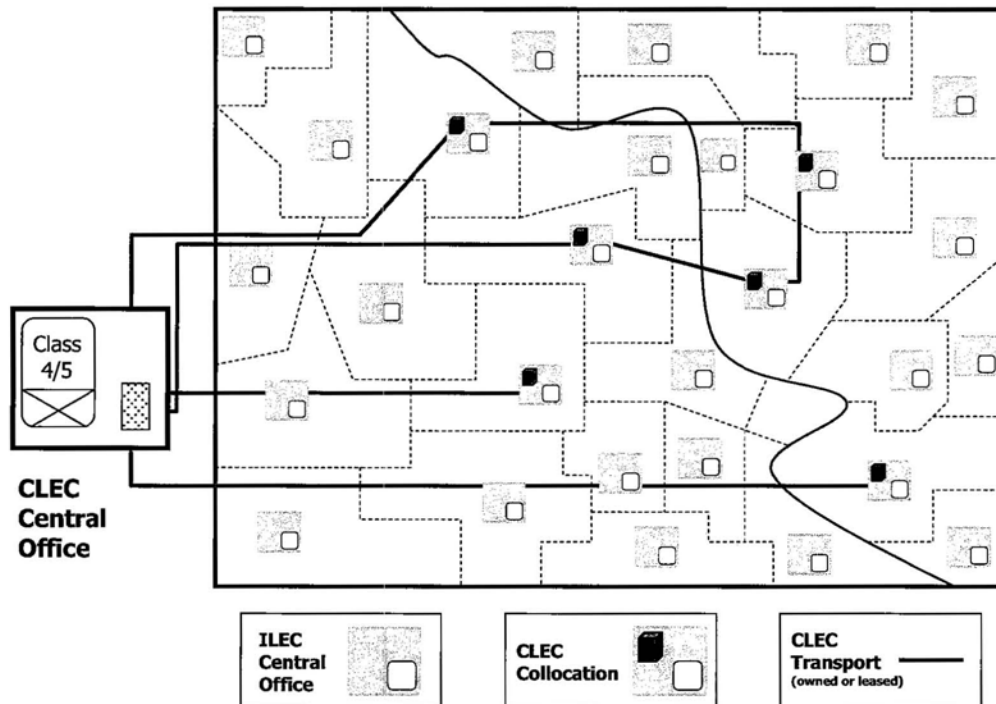 Class
4/5
CLEC
Central
Office
ILEC
Central
Office
CLEC
Collocation
CLEC
Transport
(owned or leased)